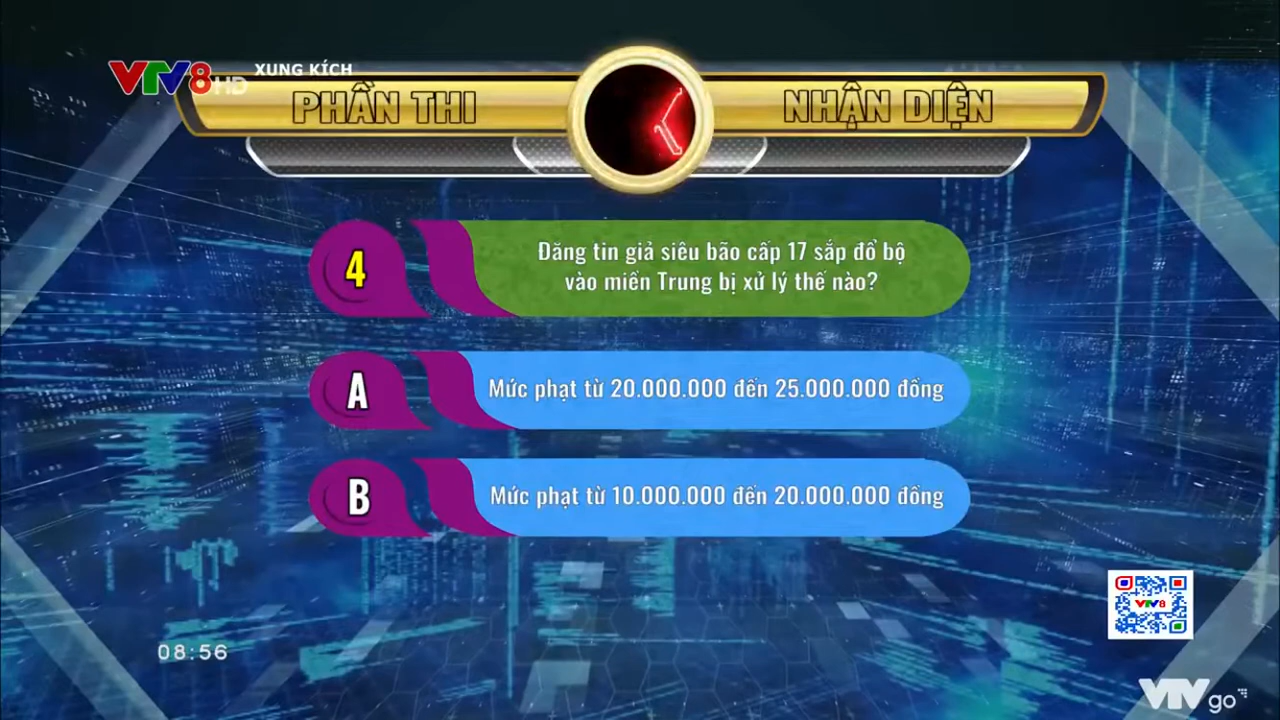 VTV8 HD
XUNG KÍCH
PHẦN THI
NHẬN DIỆN
4
Đăng tin giả siêu bão cấp 17 sắp đổ bộ
vào miền Trung bị xử lý thế nào?
A
Mức phạt từ 20.000.000 đến 25.000.000 đồng
B
Mức phạt từ 10.000.000 đến 20.000.000 đồng
VTV8
08:56
VTV go